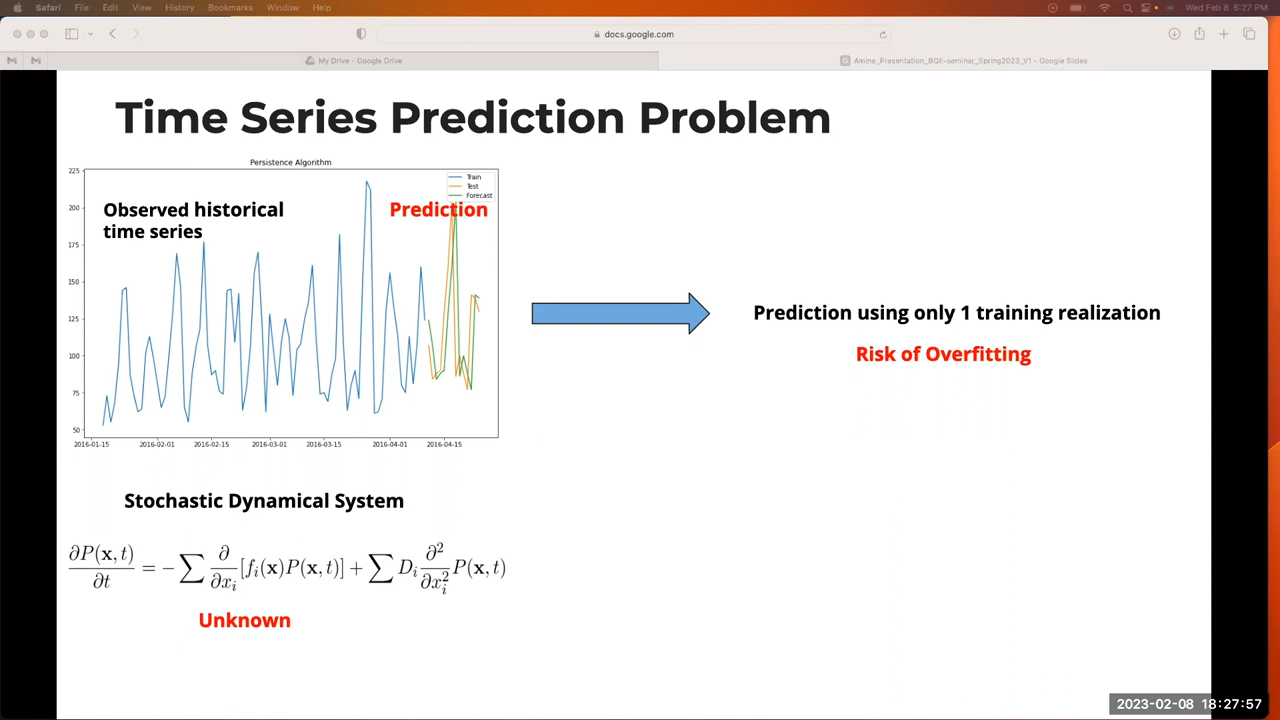 Safari File Edit View History Bookmarks Window Help Wed Feb 8 6:27 PM
docs.google.com
My Drive - Google Drive
Amine_Presentation_BQE-seminar_Spring2023_V1 - Google Slides
Time Series Prediction Problem
Persistence Algorithm
225
200
175
150
125
100
75
50
Train
Test
Forecast
Observed historical
time series
Prediction
2016-01-15 2016-02-01 2016-02-15 2016-03-01 2016-03-15 2016-04-01 2016-04-15
Prediction using only 1 training realization
Risk of Overfitting
Stochastic Dynamical System
∂P(x, t)/∂t = −∑ ∂/∂xᵢ [fᵢ(x)P(x, t)] + ∑ Dᵢ ∂²/∂xᵢ² P(x, t)
Unknown
2023-02-08 18:27:57